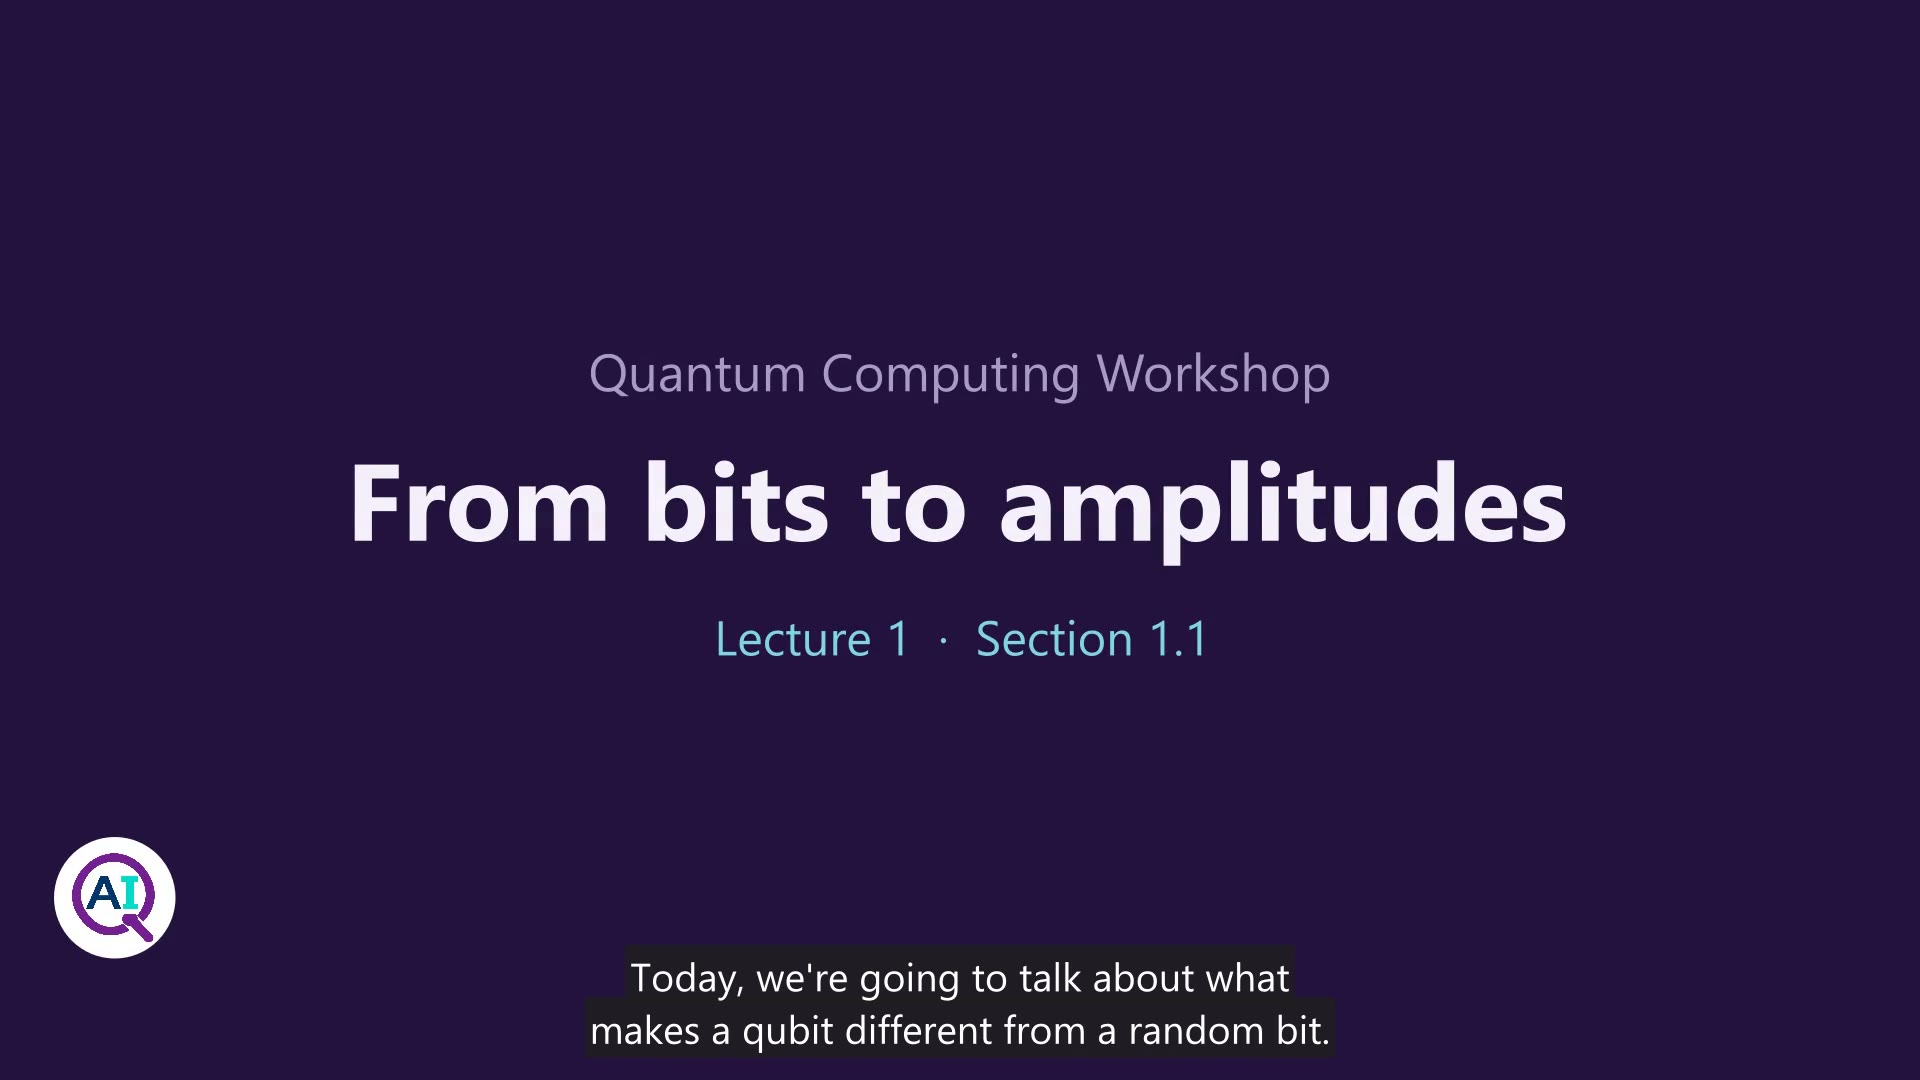 Quantum Computing Workshop
From bits to amplitudes
Lecture 1 · Section 1.1
AI
Today, we're going to talk about what
makes a qubit different from a random bit.